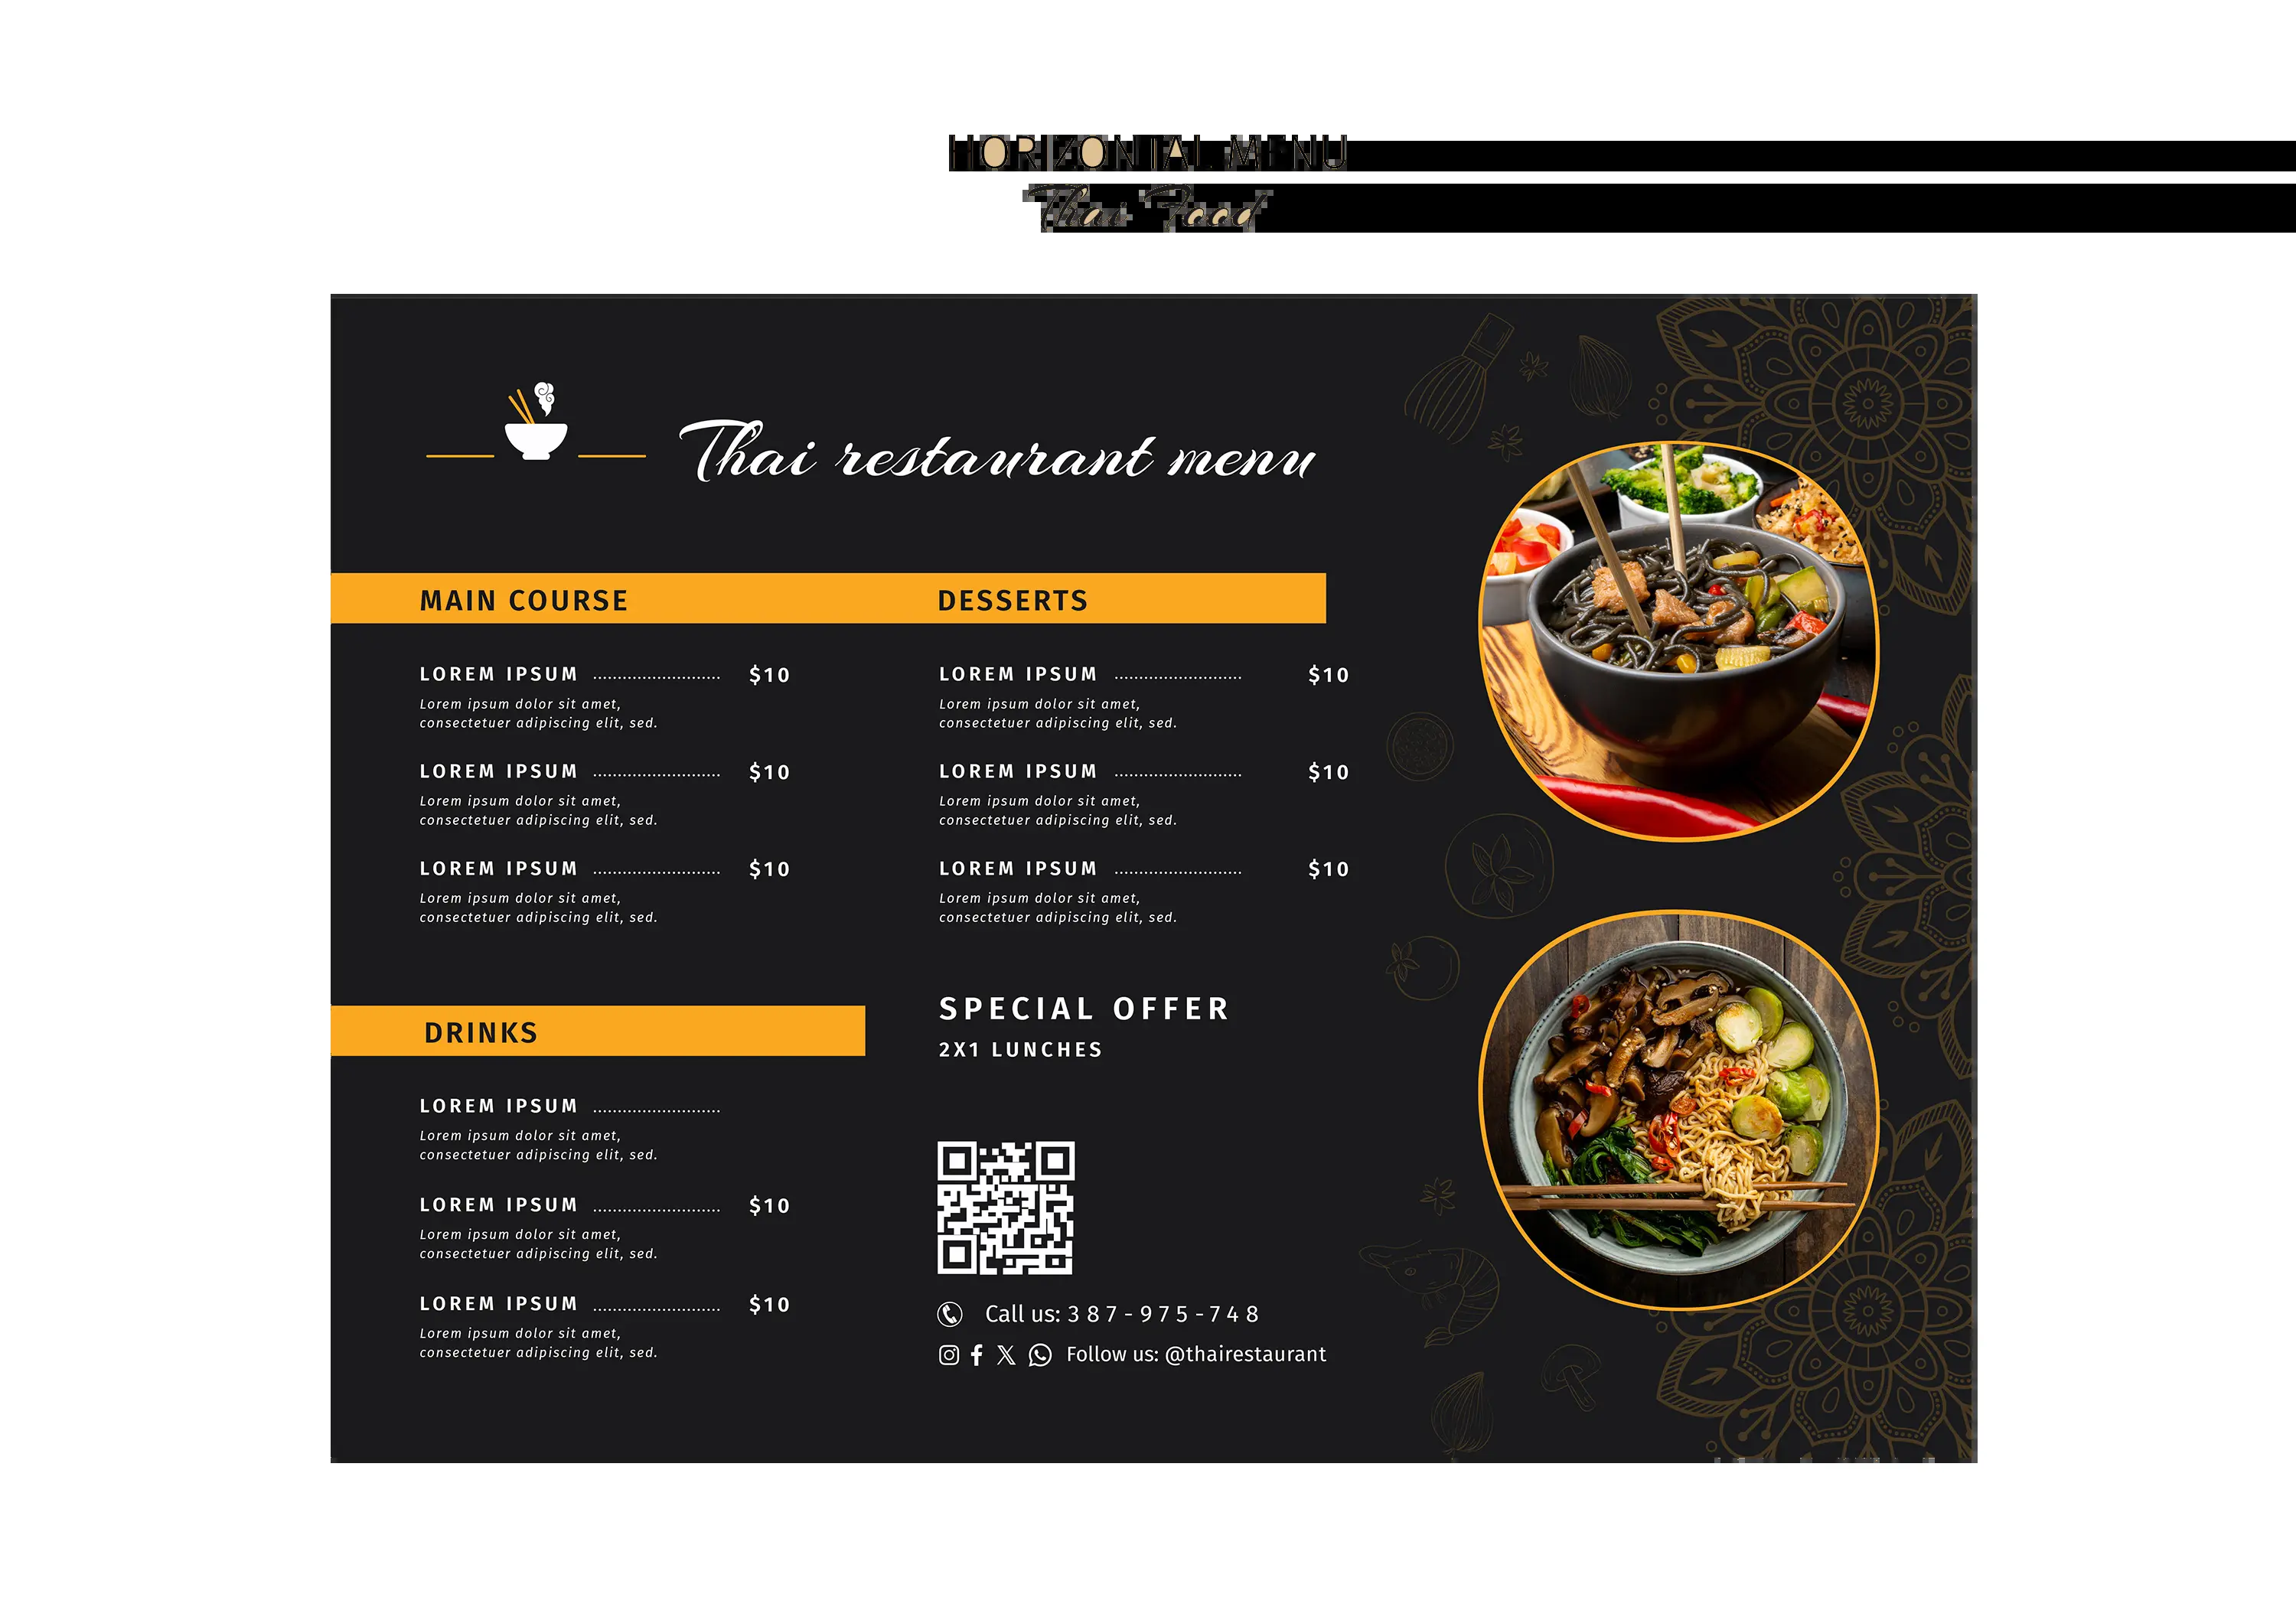 HORIZONTAL MENU
Thai Food
Thai restaurant menu
MAIN COURSE
LOREM IPSUM .......................... $10
Lorem ipsum dolor sit amet,
consectetuer adipiscing elit, sed.
LOREM IPSUM .......................... $10
Lorem ipsum dolor sit amet,
consectetuer adipiscing elit, sed.
LOREM IPSUM .......................... $10
Lorem ipsum dolor sit amet,
consectetuer adipiscing elit, sed.
DRINKS
LOREM IPSUM ..........................
Lorem ipsum dolor sit amet,
consectetuer adipiscing elit, sed.
LOREM IPSUM .......................... $10
Lorem ipsum dolor sit amet,
consectetuer adipiscing elit, sed.
LOREM IPSUM .......................... $10
Lorem ipsum dolor sit amet,
consectetuer adipiscing elit, sed.
DESSERTS
LOREM IPSUM .......................... $10
Lorem ipsum dolor sit amet,
consectetuer adipiscing elit, sed.
LOREM IPSUM .......................... $10
Lorem ipsum dolor sit amet,
consectetuer adipiscing elit, sed.
LOREM IPSUM .......................... $10
Lorem ipsum dolor sit amet,
consectetuer adipiscing elit, sed.
SPECIAL OFFER
2X1 LUNCHES
Call us: 387-975-748
Follow us: @thairestaurant